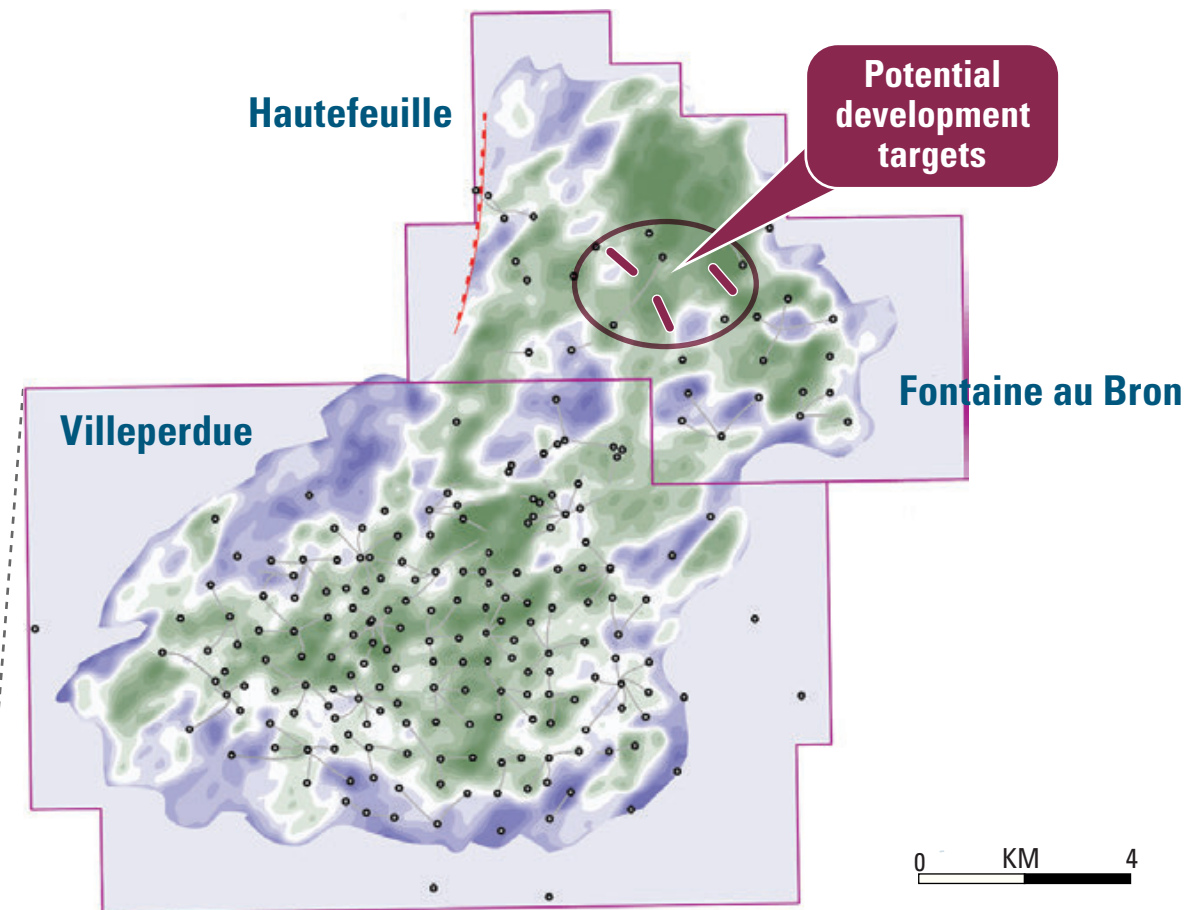 Potential
development
targets
Hautefeuille
Fontaine au Bron
Villeperdue
0 KM 4